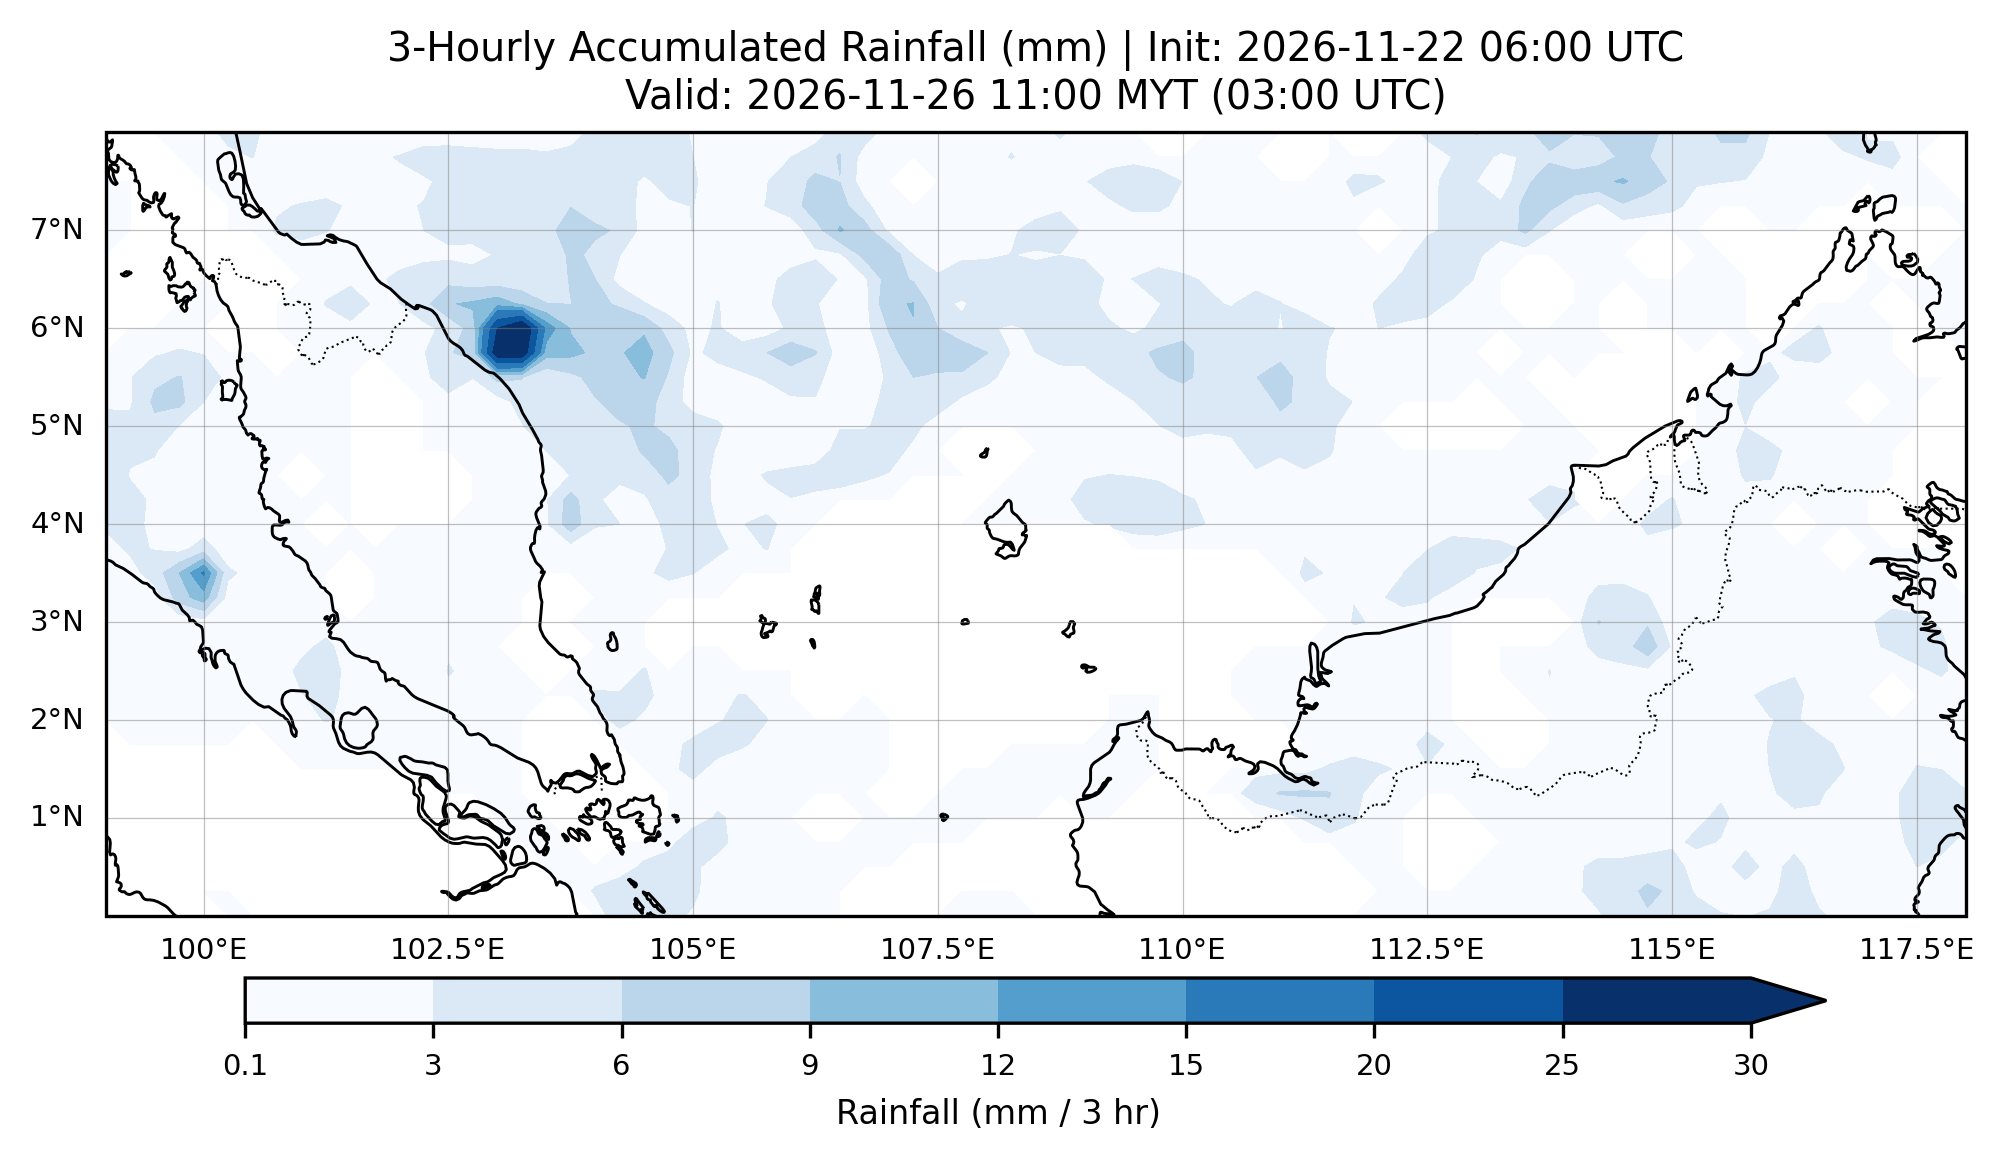 3-Hourly Accumulated Rainfall (mm) | Init: 2026-11-22 06:00 UTC
Valid: 2026-11-26 11:00 MYT (03:00 UTC)
7°N
6°N
5°N
4°N
3°N
2°N
1°N
100°E 102.5°E 105°E 107.5°E 110°E 112.5°E 115°E 117.5°E
0.1 3 6 9 12 15 20 25 30
Rainfall (mm / 3 hr)